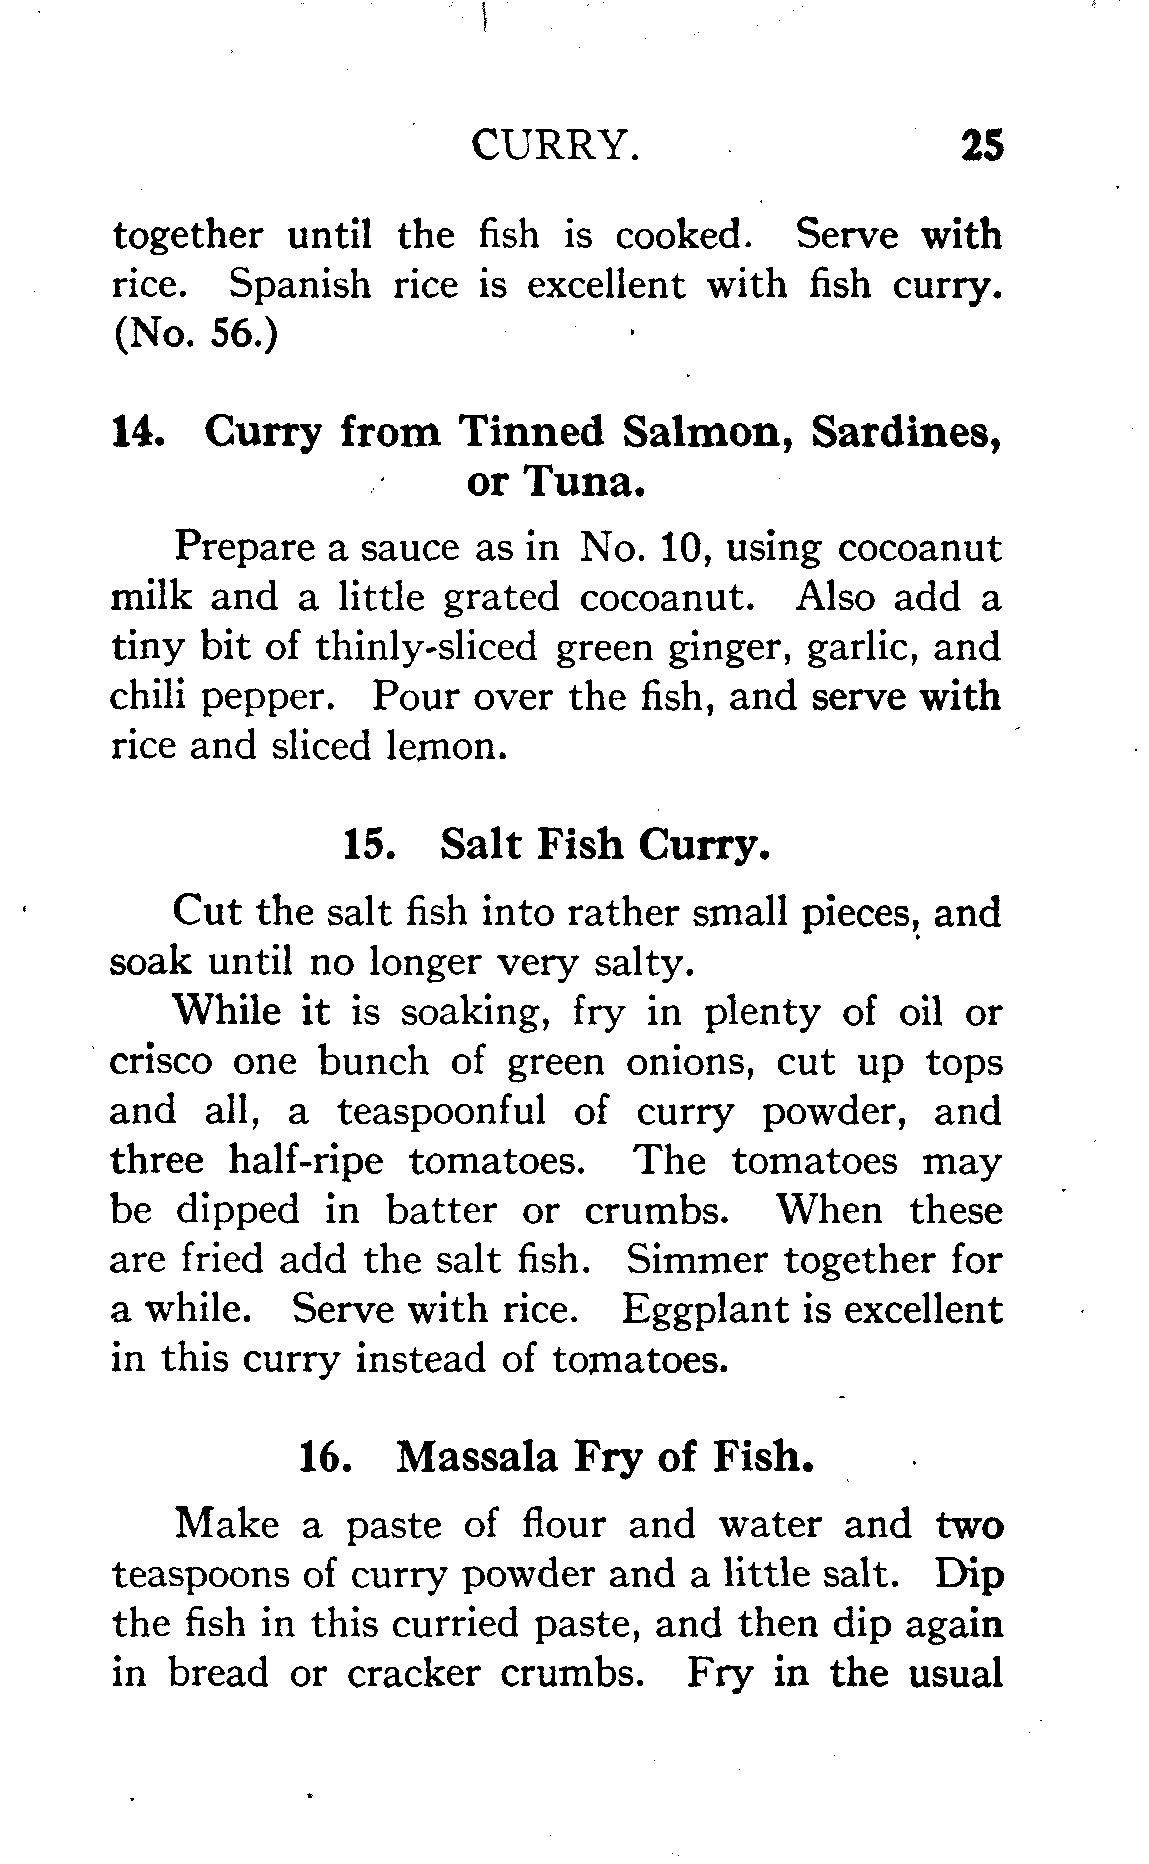 CURRY. 25
together until the fish is cooked. Serve with
rice. Spanish rice is excellent with fish curry.
(No. 56.)
14. Curry from Tinned Salmon, Sardines,
or Tuna.
Prepare a sauce as in No. 10, using cocoanut
milk and a little grated cocoanut. Also add a
tiny bit of thinly-sliced green ginger, garlic, and
chili pepper. Pour over the fish, and serve with
rice and sliced lemon.
15. Salt Fish Curry.
Cut the salt fish into rather small pieces, and
soak until no longer very salty.
While it is soaking, fry in plenty of oil or
crisco one bunch of green onions, cut up tops
and all, a teaspoonful of curry powder, and
three half-ripe tomatoes. The tomatoes may
be dipped in batter or crumbs. When these
are fried add the salt fish. Simmer together for
a while. Serve with rice. Eggplant is excellent
in this curry instead of tomatoes.
16. Massala Fry of Fish.
Make a paste of flour and water and two
teaspoons of curry powder and a little salt. Dip
the fish in this curried paste, and then dip again
in bread or cracker crumbs. Fry in the usual